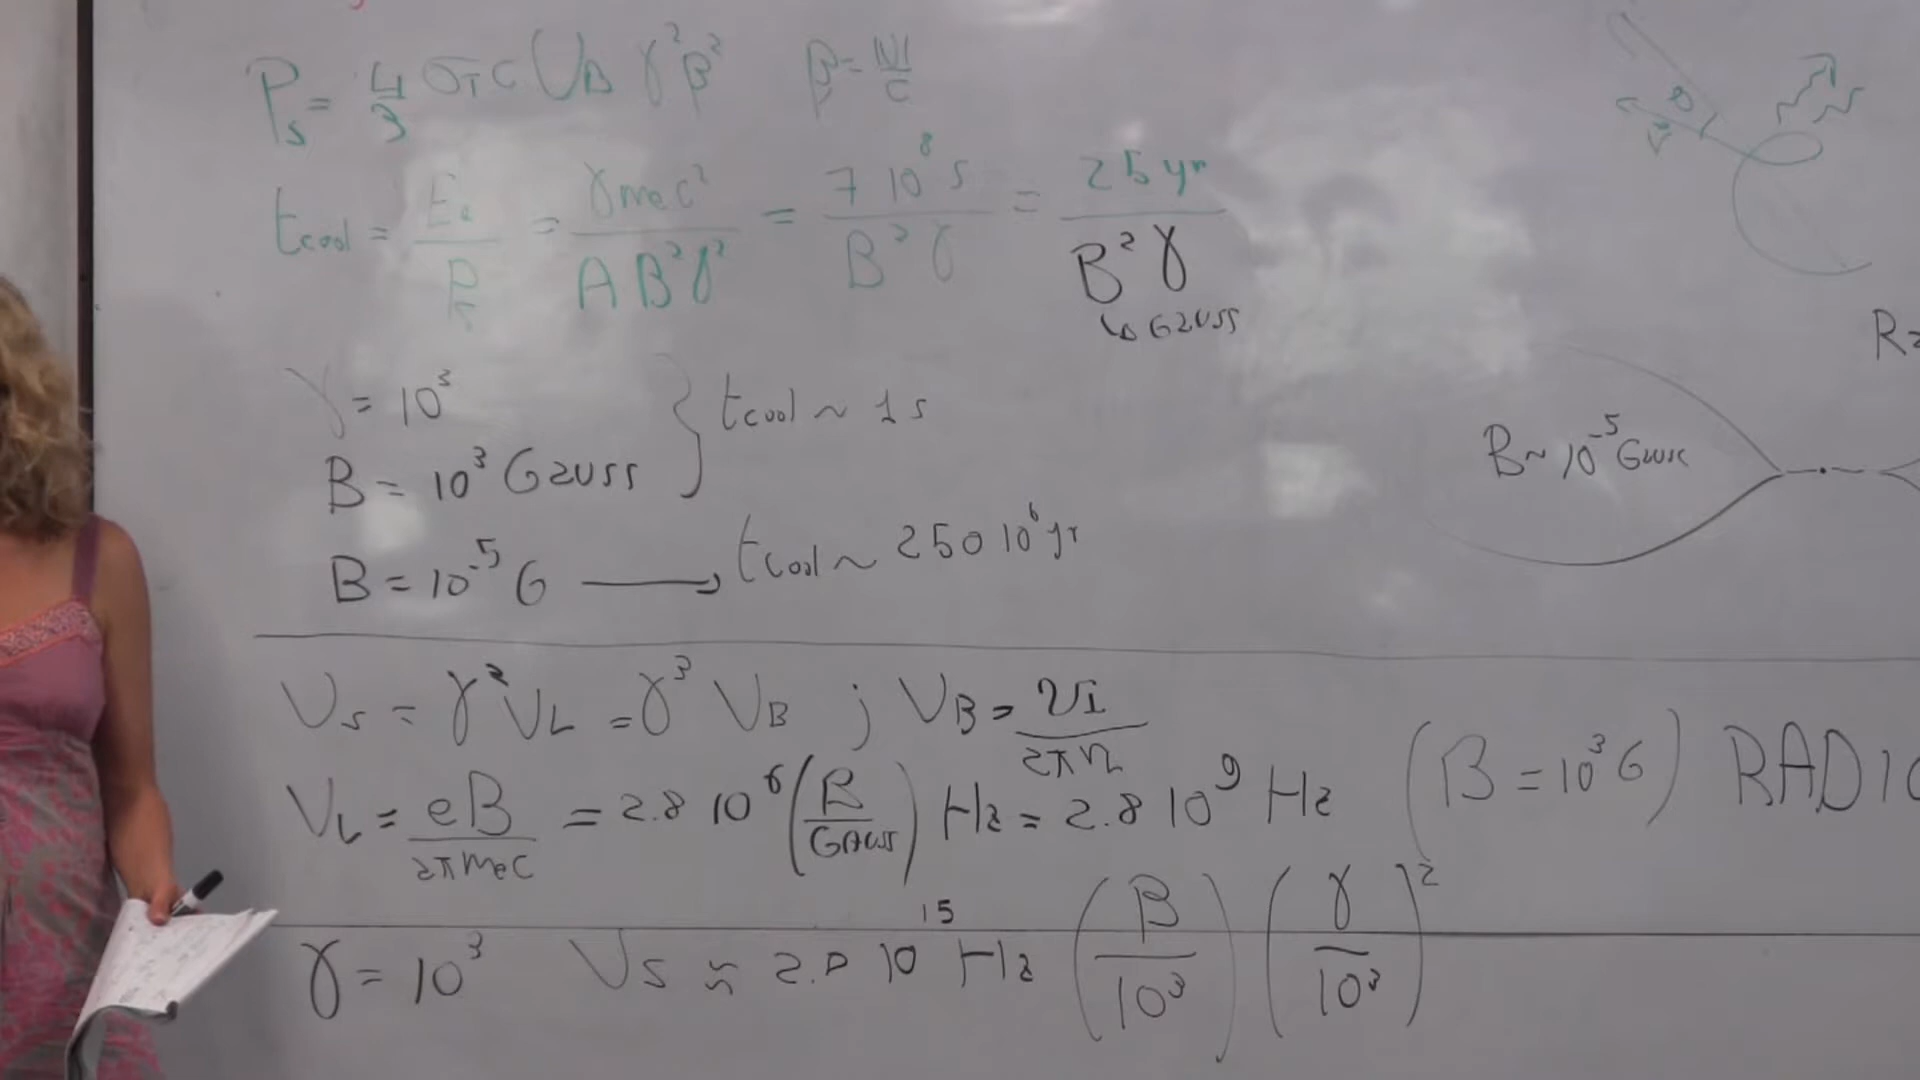 P_s = 4/3 σ_T c U_B γ² β² β = v/c
t_cool = E_e / P_s = γ m_e c² / A B² γ² = 7 10⁸ s / B² γ = 25 yr / B² γ
↳ Gauss
γ = 10³
B = 10³ Gauss } t_cool ~ 1 s
B = 10⁻⁵ G ⟶ t_cool ~ 250 10⁶ yr
ν_s = γ² ν_L = γ³ ν_B ; ν_B = v⊥ / 2π r_L
ν_L = eB / 2π m_e c = 2.8 10⁶ (B / GAUSS) Hz = 2.8 10⁹ Hz (B = 10³ G) RADIO
γ = 10³ ν_s ~ 2.8 10¹⁵ Hz (B / 10³) (γ / 10³)²
θ
R =
B ~ 10⁻⁵ Gauss